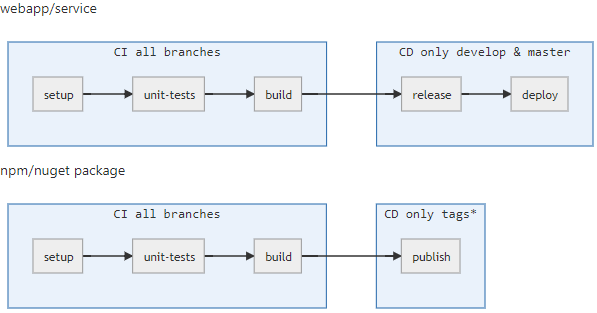 webapp/service
CI all branches
CD only develop & master
setup
unit-tests
build
release
deploy
npm/nuget package
CI all branches
CD only tags*
setup
unit-tests
build
publish